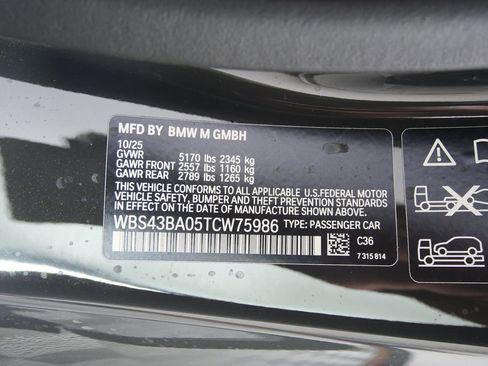 MFD BY BMW M GMBH
10/25
GVWR 5170 lbs 2345 kg
GAWR FRONT 2557 lbs 1160 kg
GAWR REAR 2789 lbs 1265 kg
THIS VEHICLE CONFORMS TO ALL APPLICABLE U.S.FEDERAL MOTOR
VEHICLE SAFETY, BUMPER AND THEFT PREVENTION STANDARDS
IN EFFECT ON THE DATE OF MANUFACTURE SHOWN ABOVE.
WBS43BA05TCW75986 TYPE: PASSENGER CAR
C36
7 315 814